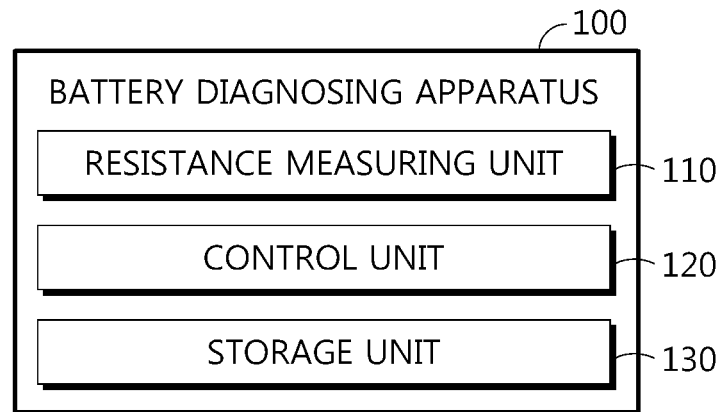 100
BATTERY DIAGNOSING APPARATUS
RESISTANCE MEASURING UNIT
110
CONTROL UNIT
120
STORAGE UNIT
130